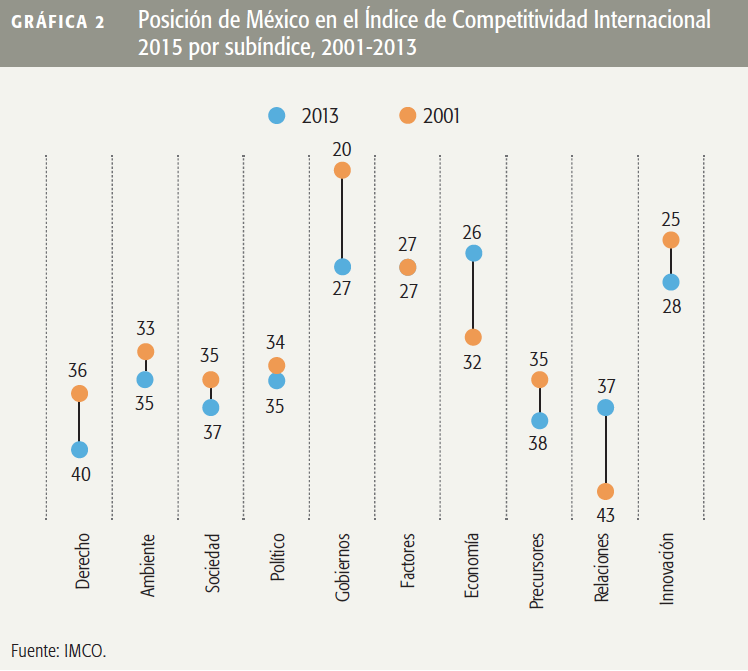 GRÁFICA 2
Posición de México en el Índice de Competitividad Internacional
2015 por subíndice, 2001-2013
2013
2001
36
40
33
35
35
37
34
35
20
27
27
27
26
32
35
38
37
43
25
28
Derecho
Ambiente
Sociedad
Político
Gobiernos
Factores
Economía
Precursores
Relaciones
Innovación
Fuente: IMCO.